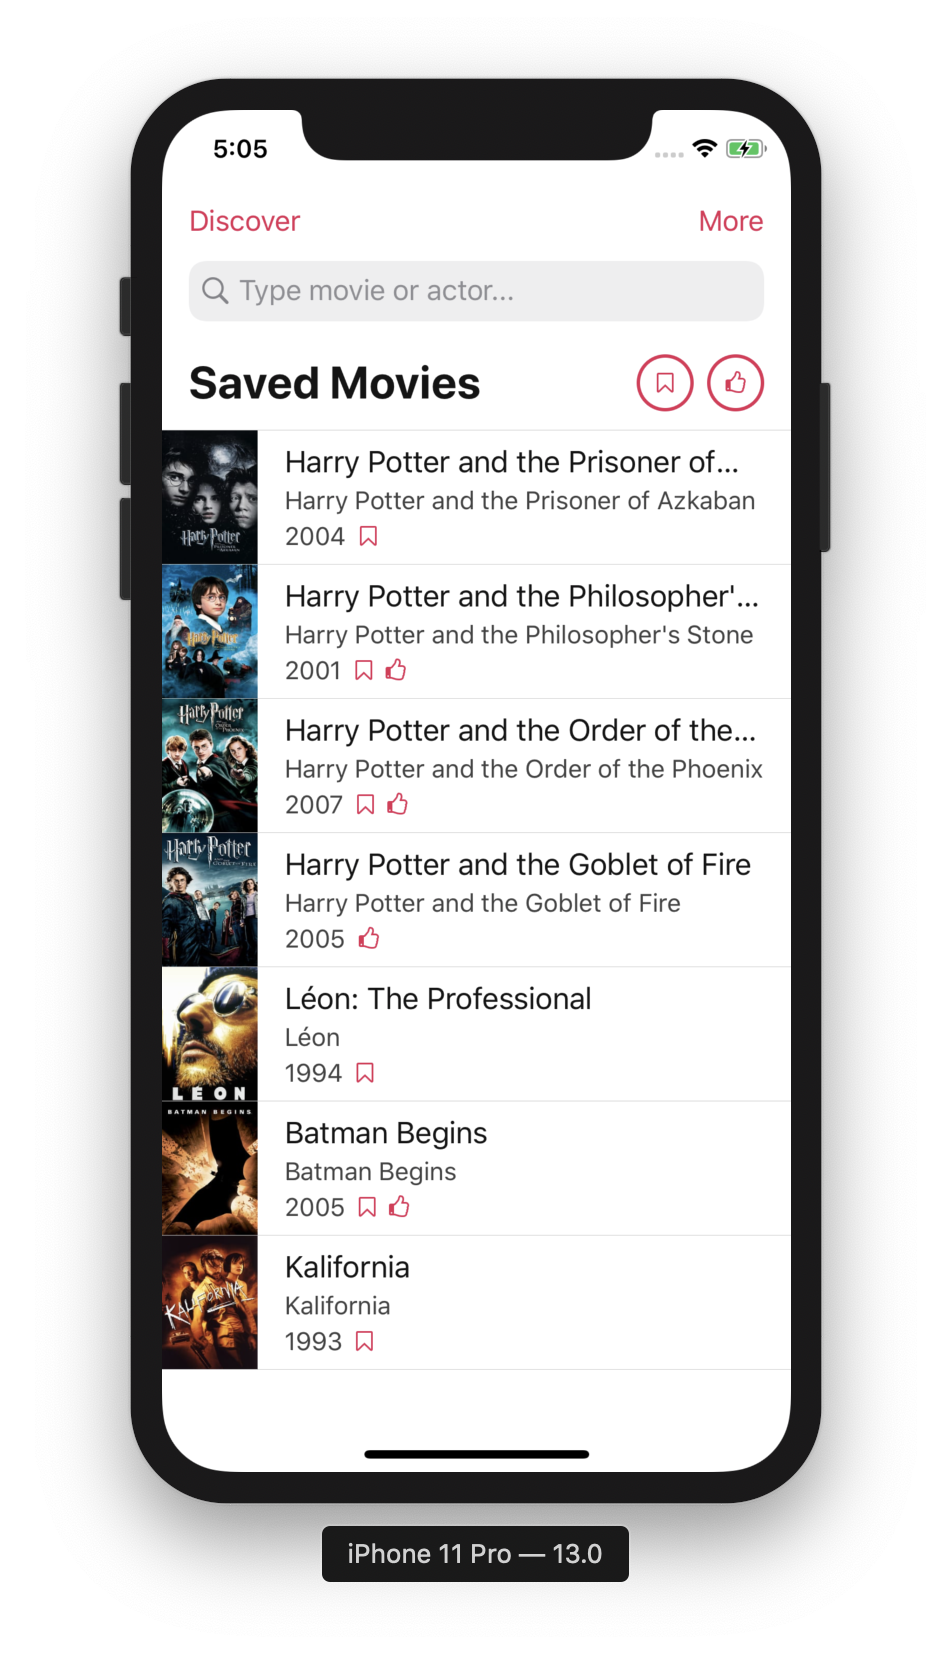 5:05
Discover
More
Type movie or actor...
Saved Movies
Harry Potter and the Prisoner of...
Harry Potter and the Prisoner of Azkaban
2004
Harry Potter
Harry Potter and the Philosopher'...
Harry Potter and the Philosopher's Stone
2001
Harry Potter
Harry Potter and the Order of the...
Harry Potter and the Order of the Phoenix
2007
Harry Potter
Harry Potter and the Goblet of Fire
Harry Potter and the Goblet of Fire
2005
Harry Potter
Léon: The Professional
Léon
1994
LÉON
Batman Begins
Batman Begins
2005
BATMAN BEGINS
Kalifornia
Kalifornia
1993
KALIFORNIA
iPhone 11 Pro — 13.0